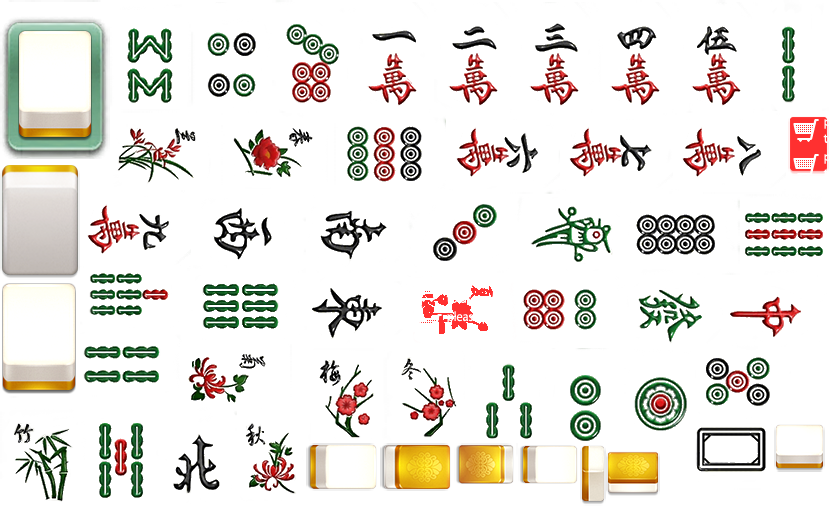 一萬 二萬 三萬 四萬 伍萬
春 六萬 七萬 八萬
九萬 西 南
東 發 中
菊 梅 冬
竹 北 秋